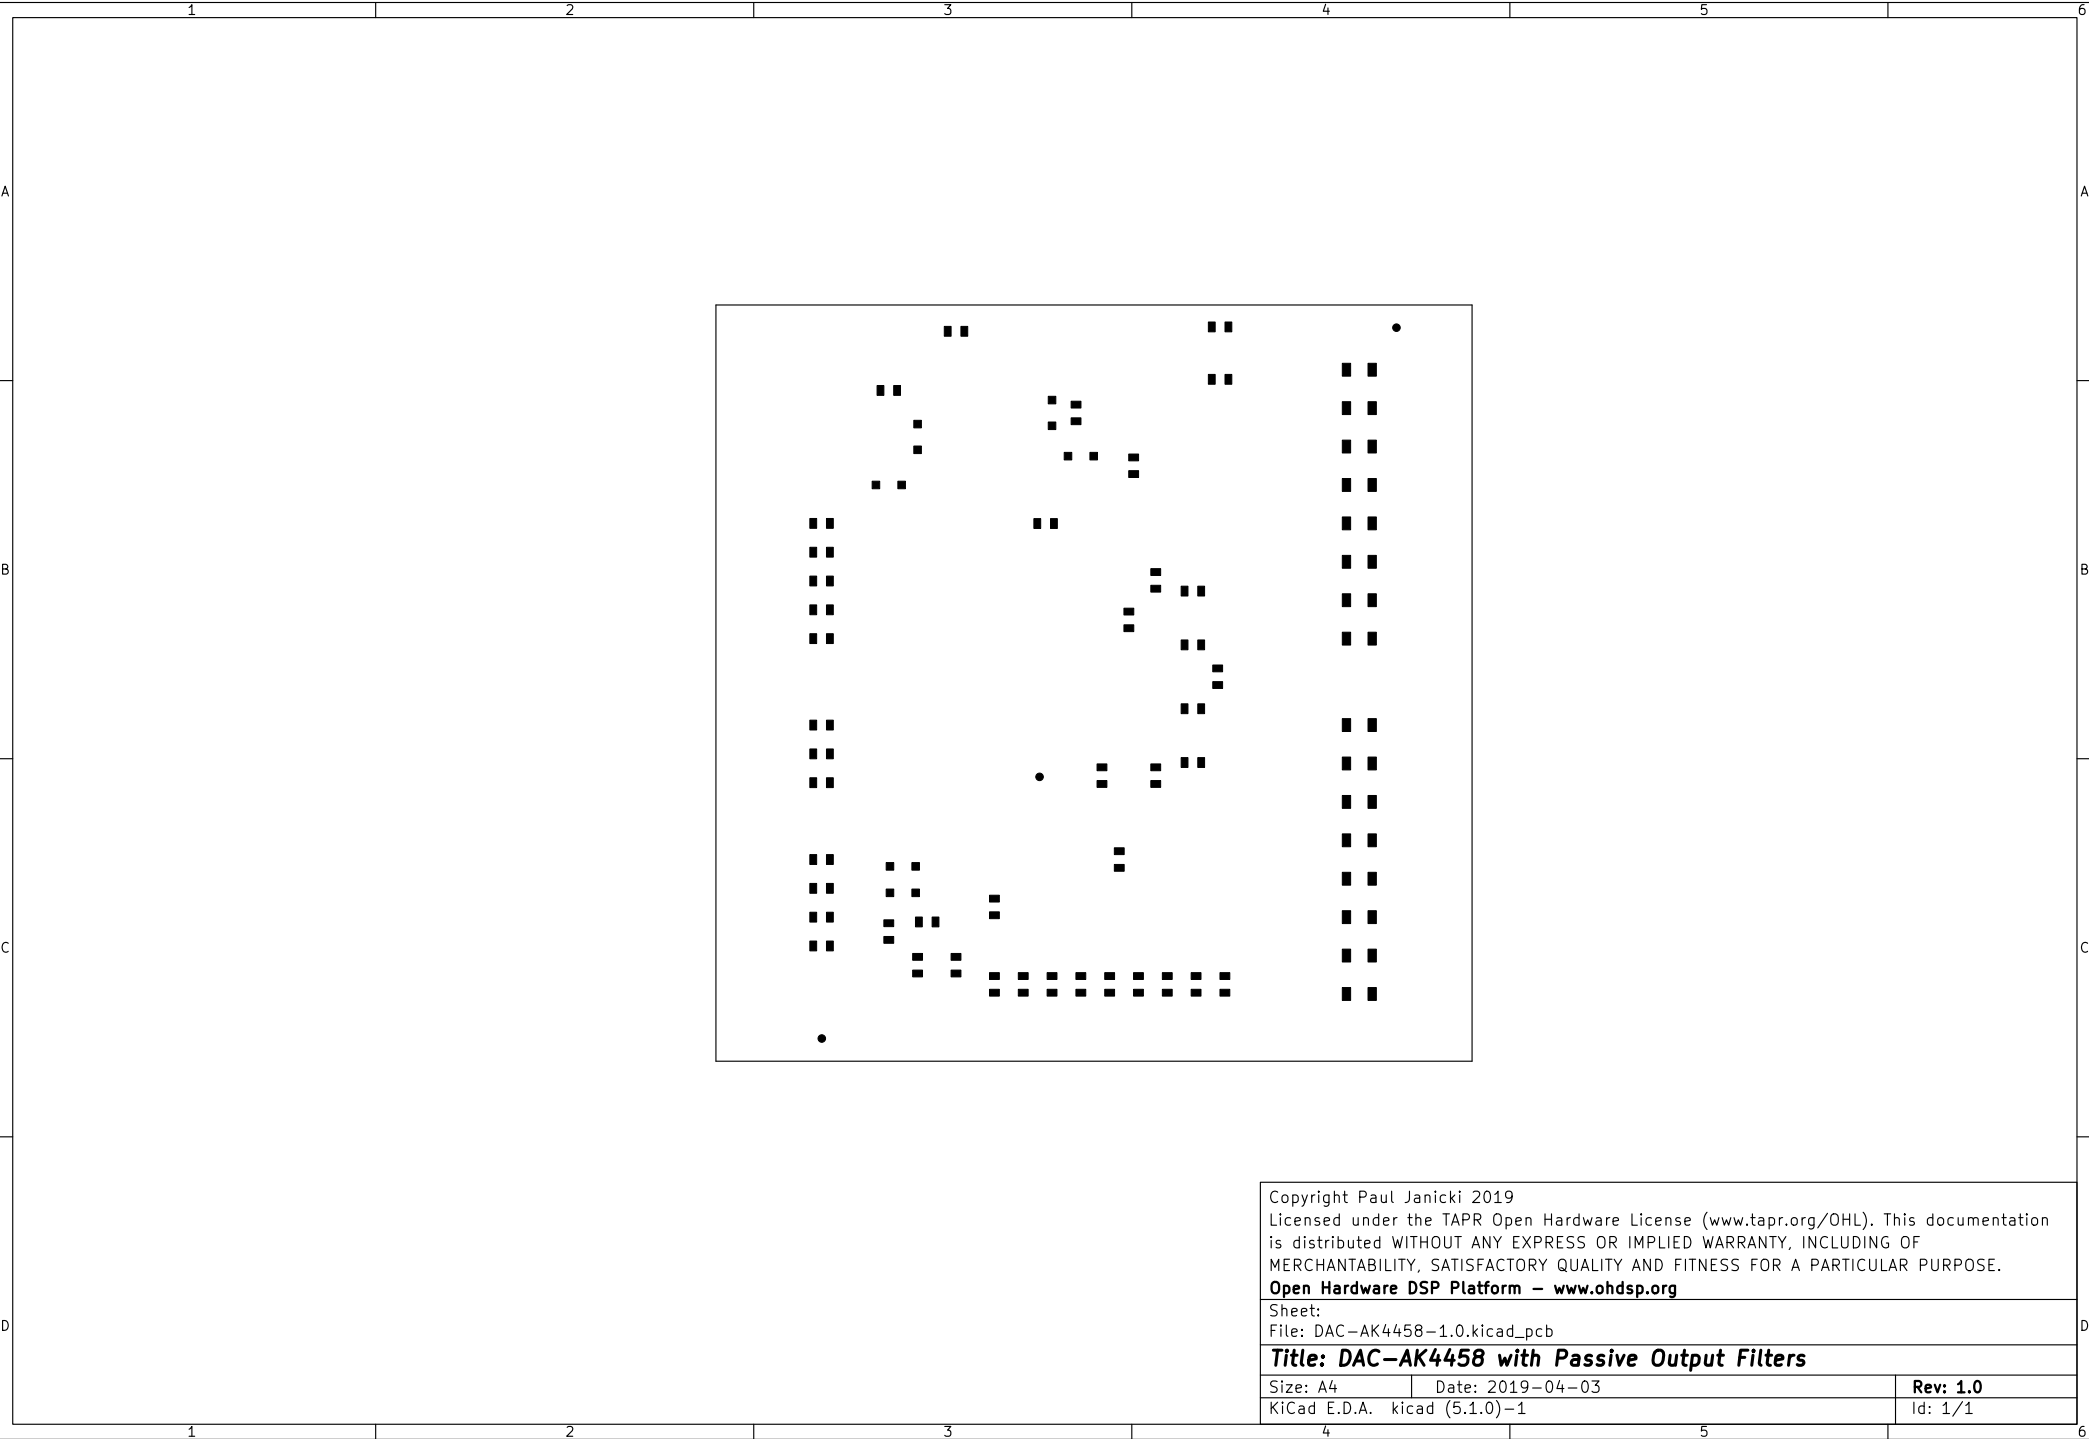 1 2 3 4 5 6
A A
B B
C C
Copyright Paul Janicki 2019
Licensed under the TAPR Open Hardware License (www.tapr.org/OHL). This documentation
is distributed WITHOUT ANY EXPRESS OR IMPLIED WARRANTY, INCLUDING OF
MERCHANTABILITY, SATISFACTORY QUALITY AND FITNESS FOR A PARTICULAR PURPOSE.
Open Hardware DSP Platform – www.ohdsp.org
Sheet:
D D
File: DAC–AK4458–1.0.kicad_pcb
Title: DAC–AK4458 with Passive Output Filters
Size: A4 Date: 2019–04–03 Rev: 1.0
KiCad E.D.A. kicad (5.1.0)–1 Id: 1/1
1 2 3 4 5 6